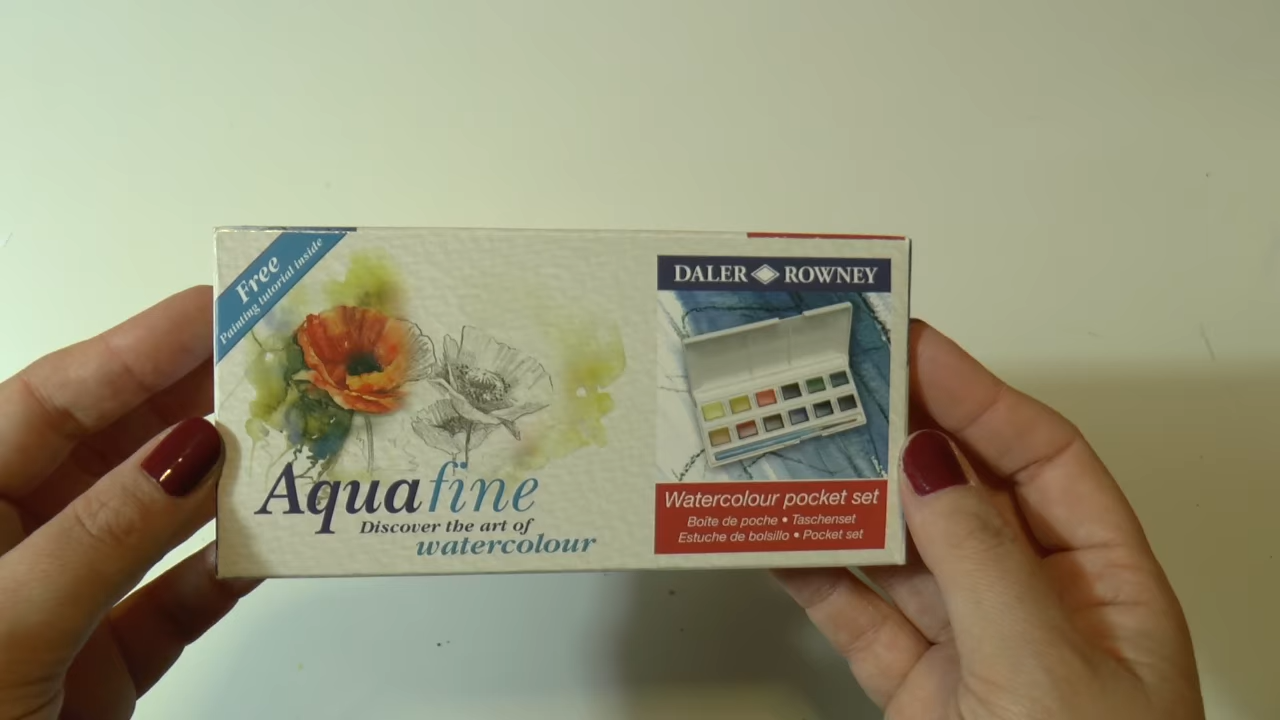 Free
Painting tutorial inside
Aquafine
Discover the art of
watercolour
DALER ROWNEY
Watercolour pocket set
Boîte de poche • Taschenset
Estuche de bolsillo • Pocket set